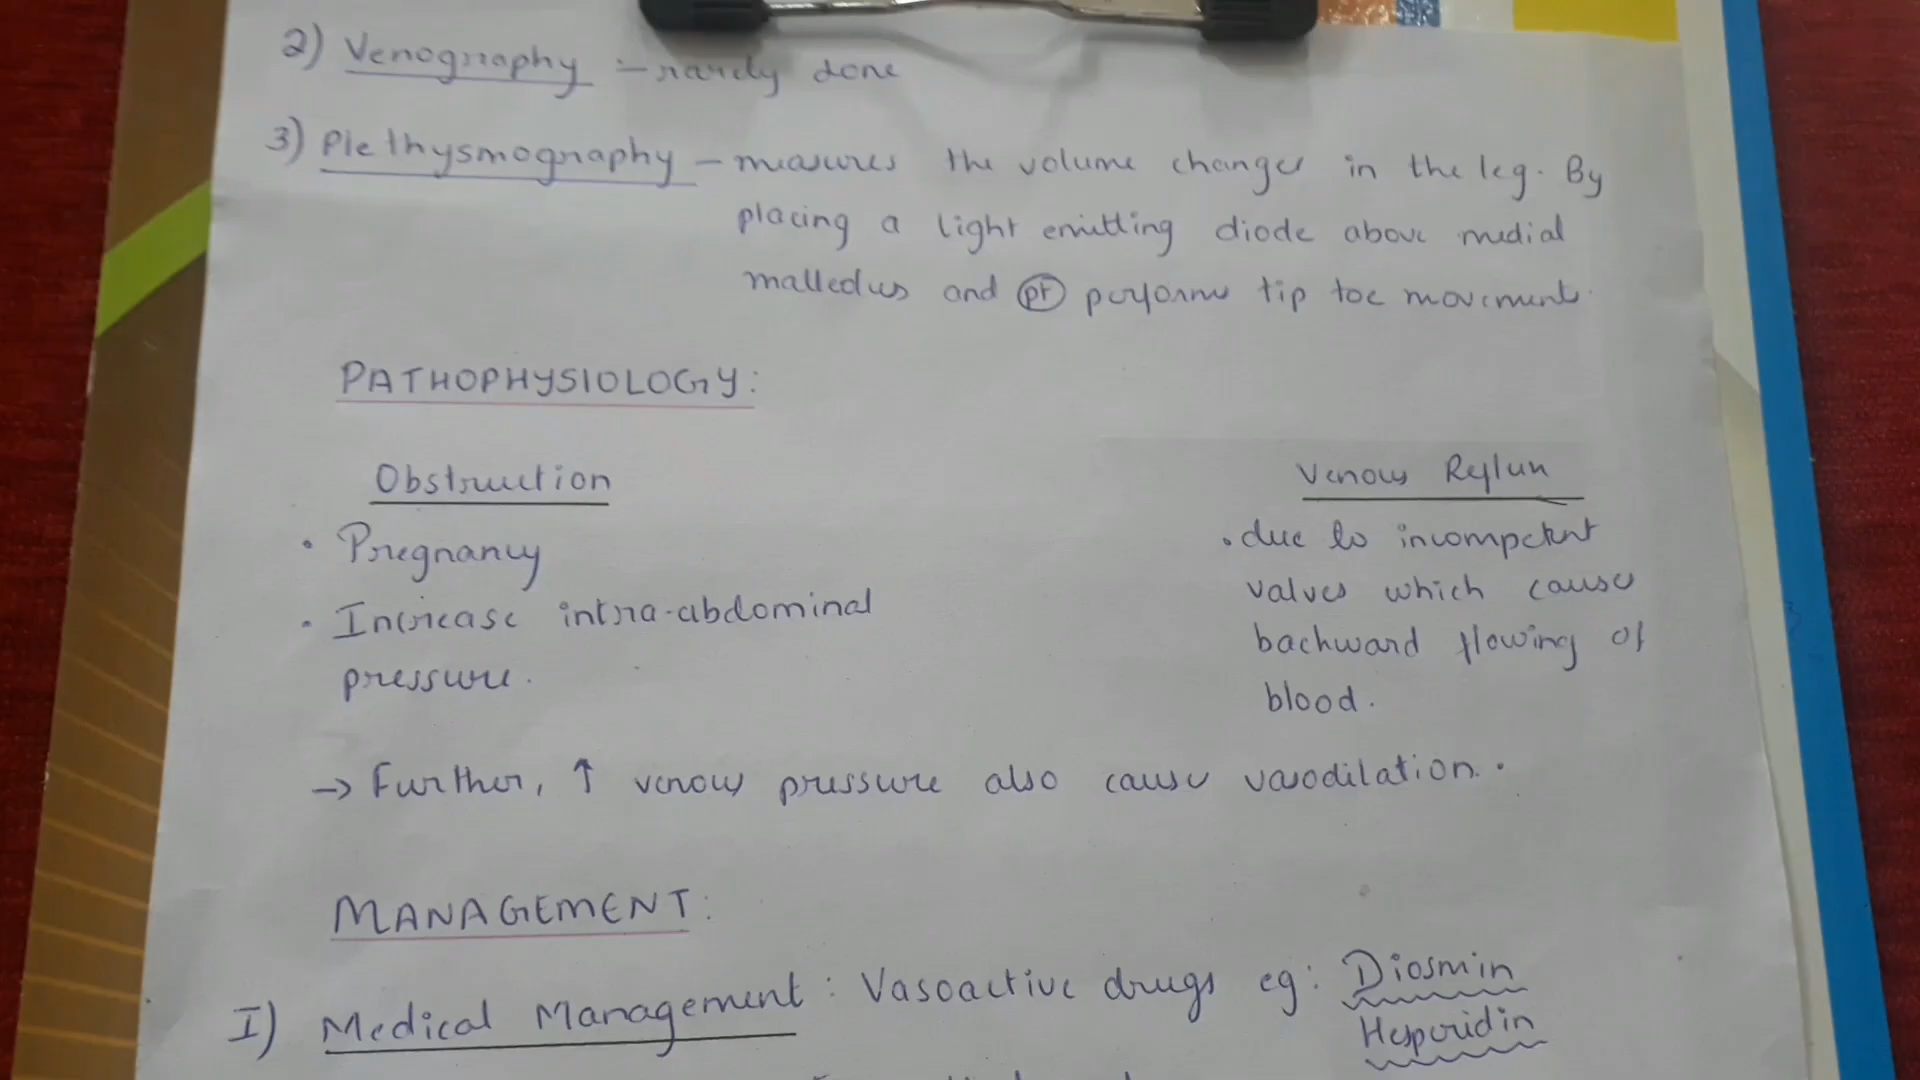 2) Venography :- rarely done
3) Plethysmography - measures the volume changes in the leg. By
placing a light emitting diode above medial
malleolus and pt performs tip toe movements.
PATHOPHYSIOLOGY:
Obstruction
• Pregnancy
• Increase intra-abdominal
pressure.
Venous Reflux
• due to incompetent
valves which cause
backward flowing of
blood.
→ Further, ↑ venous pressure also cause vasodilation.
MANAGEMENT:
I) Medical Management: Vasoactive drugs eg: Diosmin
Hesperidin